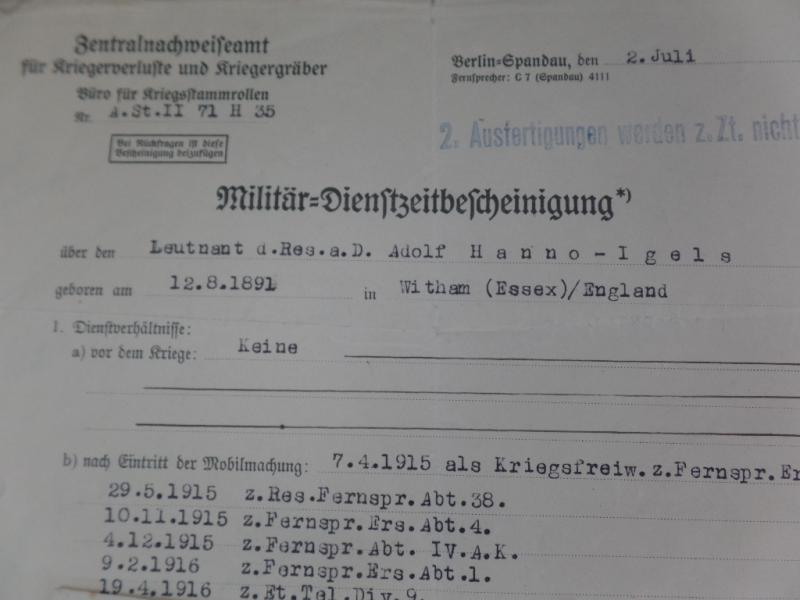 Zentralnachweiseamt
für Kriegerverluste und Kriegergräber
Büro für Kriegsstammrollen
Nr. A.St.II 71 H 35
Bei Rückfragen ist diese
Bescheinigung beizufügen
Berlin-Spandau, den 2. Juli
Fernsprecher: C 7 (Spandau) 4111
2. Ausfertigungen werden z.Zt. nicht
Militär=Dienstzeitbescheinigung*)
über den Leutnant d.Res.a.D. Adolf H a n n o - I g e l s
geboren am 12.8.1891 in Witham (Essex)/England
1. Dienstverhältnisse:
a) vor dem Kriege: Keine
b) nach Eintritt der Mobilmachung: 7.4.1915 als Kriegsfreiw. z.Fernspr.Er
29.5.1915 z.Res.Fernspr.Abt.38.
10.11.1915 z.Fernspr.Ers.Abt.4.
4.12.1915 z.Fernspr.Abt. IV.A.K.
9.2.1916 z.Fernspr.Ers.Abt.1.
19.4.1916 z.Et.Tel.Div.9.